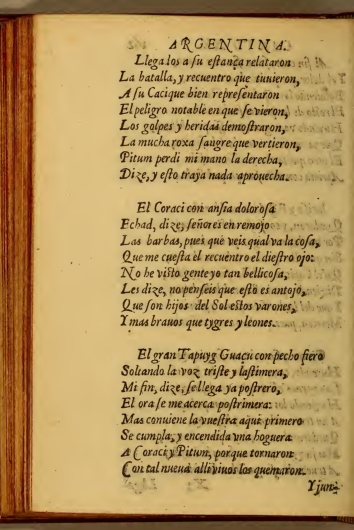 ARGENTINA.
Llegalos a su estança relataron
La batalla, y recuentro que tuuieron,
A su Cacique bien representaron
El peligro notable en que se vieron,
Los golpes y heridas demostraron,
La mucha roxa sangre que vertieron,
Pitum perdi mi mano la derecha,
Dize, y esto traja nada aprouecha.
El Coraci con ansia dolorosa
Echad, dize, señores en remojo
Las barbas, pues que veis qual va la cosa,
Que me cuesta el recuentro el diestro ojo:
No he visto gente yo tan bellicosa,
Les dize, no penseis que esto es antojo,
Que son hijos del Sol estos varones,
Y mas brauos que tygres y leones.
El gran Tapuyg Guaçu con pecho fiero
Soltando la voz triste y lastimera,
Mi fin, dize, se llega ya postrero,
El ora se me acerca postrimera:
Mas conuiene la vuestra aqui primero
Se cumpla, y encendida vna hoguera
A Coraci y Pitum, porque tornaron
Con tal nueua alli viuos los quemaron.
Y jun-